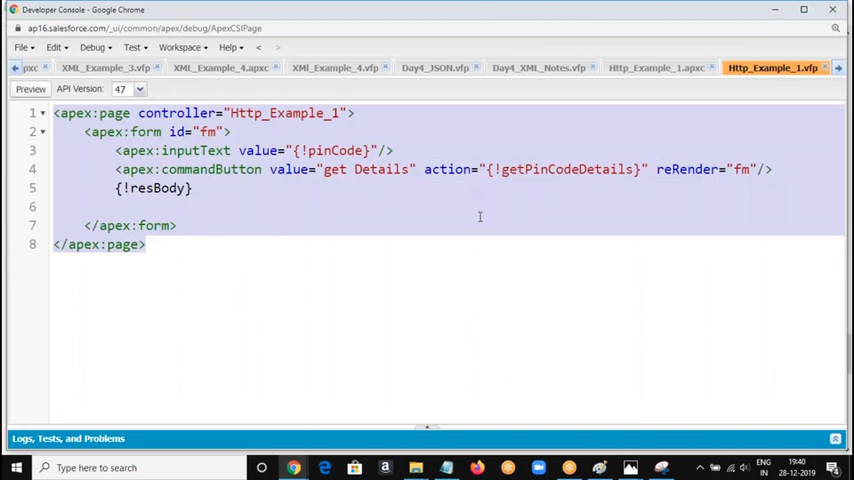 Developer Console - Google Chrome
ap16.salesforce.com/_ui/common/apex/debug/ApexCSIPage
File Edit Debug Test Workspace Help < >
pxc XML_Example_3.vfp XML_Example_4.apxc XMl_Example_4.vfp Day4_JSON.vfp Day4_XML_Notes.vfp Http_Example_1.apxc Http_Example_1.vfp
Preview API Version: 47
1 <apex:page controller="Http_Example_1">
2 <apex:form id="fm">
3 <apex:inputText value="{!pinCode}"/>
4 <apex:commandButton value="get Details" action="{!getPinCodeDetails}" reRender="fm"/>
5 {!resBody}
6
7 </apex:form>
8 </apex:page>
Logs, Tests, and Problems
Type here to search
ENG 19:40
IN 28-12-2019
4